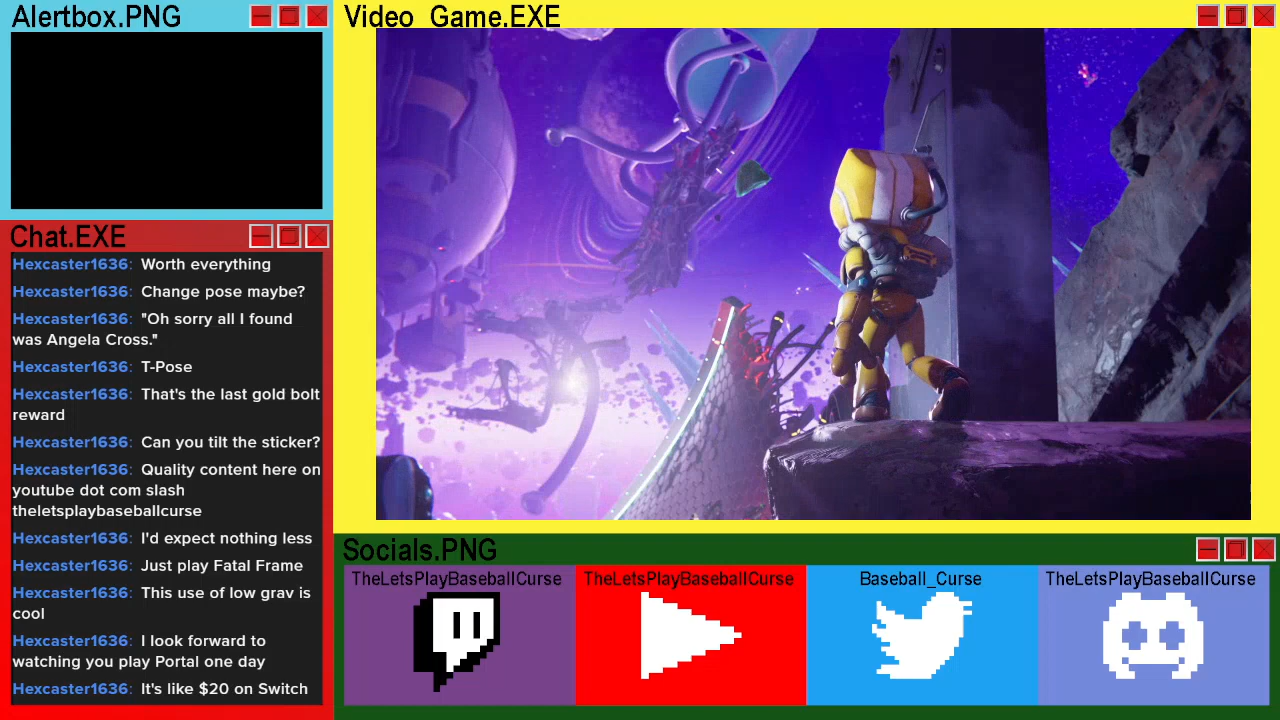 Alertbox.PNG
Video Game.EXE
Chat.EXE
Hexcaster1636: Worth everything
Hexcaster1636: Change pose maybe?
Hexcaster1636: "Oh sorry all I found
was Angela Cross."
Hexcaster1636: T-Pose
Hexcaster1636: That's the last gold bolt
reward
Hexcaster1636: Can you tilt the sticker?
Hexcaster1636: Quality content here on
youtube dot com slash
theletsplaybaseballcurse
Hexcaster1636: I'd expect nothing less
Hexcaster1636: Just play Fatal Frame
Hexcaster1636: This use of low grav is
cool
Hexcaster1636: I look forward to
watching you play Portal one day
Hexcaster1636: It's like $20 on Switch
Socials.PNG
TheLetsPlayBaseballCurse
TheLetsPlayBaseballCurse
Baseball_Curse
TheLetsPlayBaseballCurse